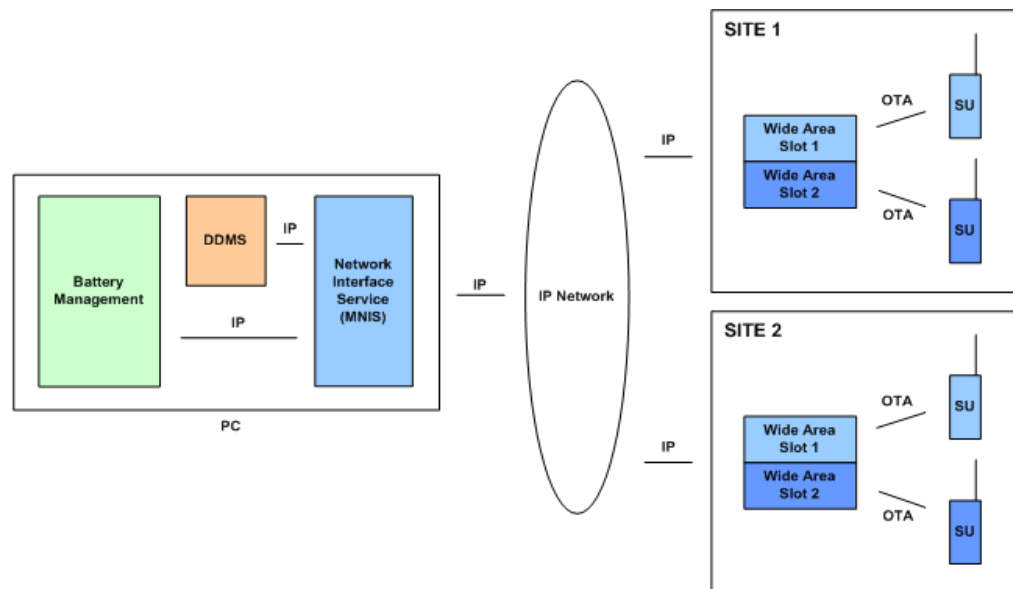 SITE 1
OTA
SU
Wide Area
Slot 1
Wide Area
Slot 2
OTA
SU
IP
Battery
Management
DDMS
IP
Network
Interface
Service
(MNIS)
IP
PC
IP
IP Network
SITE 2
IP
OTA
SU
Wide Area
Slot 1
Wide Area
Slot 2
OTA
SU